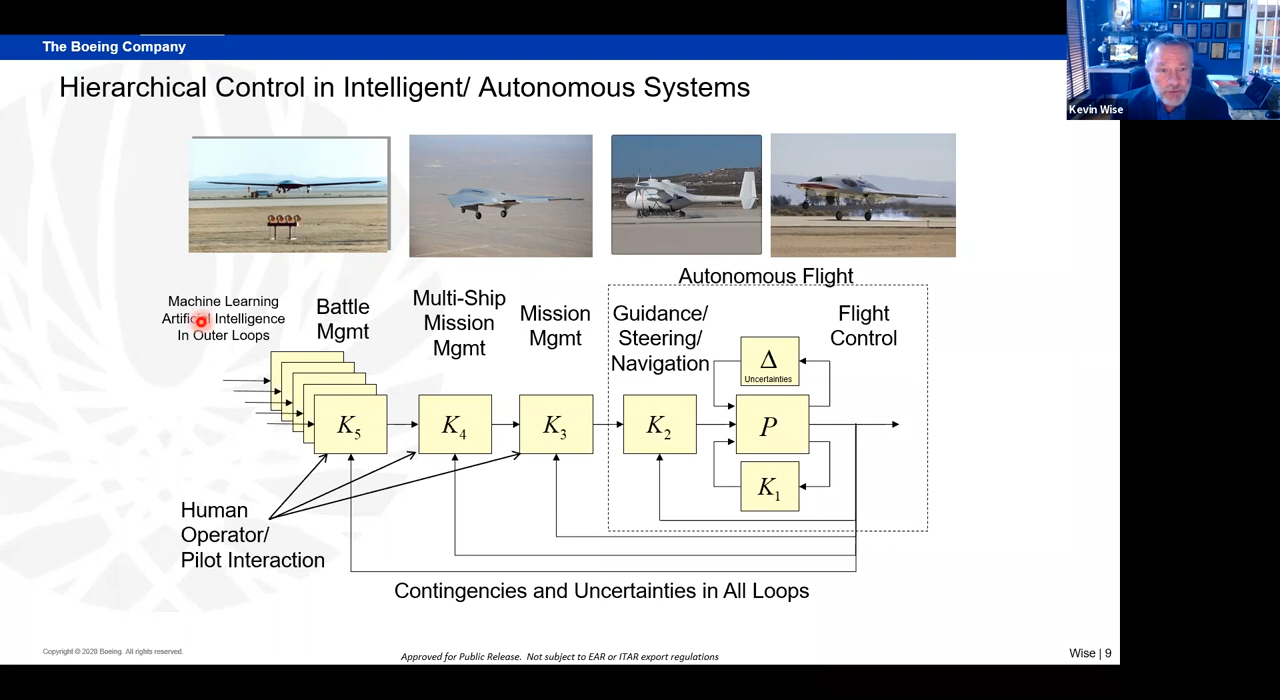 The Boeing Company
Kevin Wise
Hierarchical Control in Intelligent/ Autonomous Systems
Autonomous Flight
Machine Learning
Artificial Intelligence
In Outer Loops
Battle
Mgmt
Multi-Ship
Mission
Mgmt
Mission
Mgmt
Guidance/
Steering/
Navigation
Flight
Control
Δ
Uncertainties
K5
K4
K3
K2
P
K1
Human
Operator/
Pilot Interaction
Contingencies and Uncertainties in All Loops
Copyright © 2020 Boeing. All rights reserved.
Approved for Public Release. Not subject to EAR or ITAR export regulations
Wise | 9